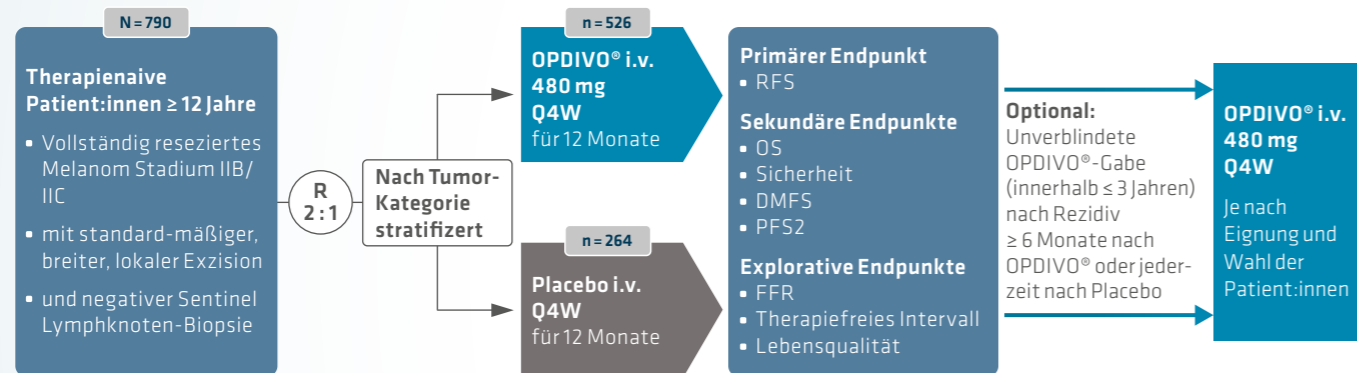 N = 790
Therapienaive
Patient:innen ≥ 12 Jahre
▪ Vollständig reseziertes
Melanom Stadium IIB/
IIC
▪ mit standard-mäßiger,
breiter, lokaler Exzision
▪ und negativer Sentinel
Lymphknoten-Biopsie
R
2 : 1
Nach Tumor-
Kategorie
stratifizert
n = 526
OPDIVO® i.v.
480 mg
Q4W
für 12 Monate
n = 264
Placebo i.v.
Q4W
für 12 Monate
Primärer Endpunkt
▪ RFS
Sekundäre Endpunkte
▪ OS
▪ Sicherheit
▪ DMFS
▪ PFS2
Explorative Endpunkte
▪ FFR
▪ Therapiefreies Intervall
▪ Lebensqualität
Optional:
Unverblindete
OPDIVO®-Gabe
(innerhalb ≤ 3 Jahren)
nach Rezidiv
≥ 6 Monate nach
OPDIVO® oder jeder-
zeit nach Placebo
OPDIVO® i.v.
480 mg
Q4W
Je nach
Eignung und
Wahl der
Patient:innen